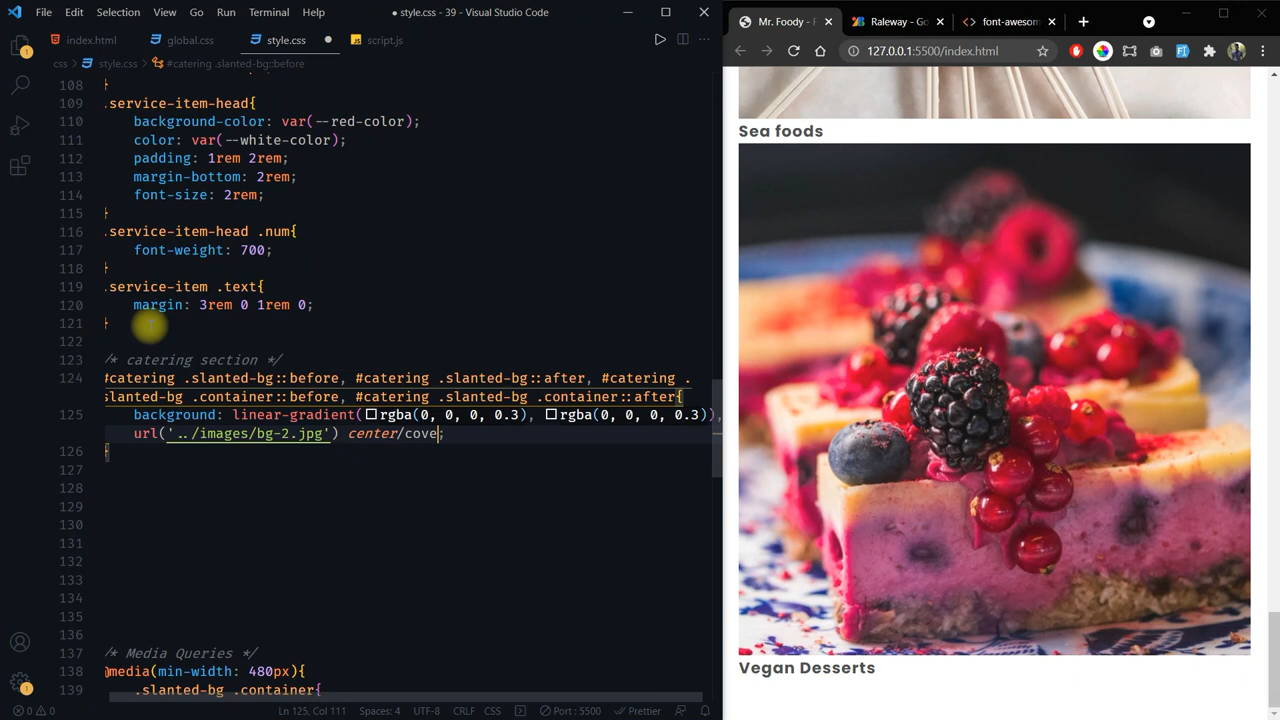 File Edit Selection View Go Run Terminal Help
● style.css - 39 - Visual Studio Code
index.html global.css style.css ● script.js
css > style.css > #catering .slanted-bg::before
108 }
109 .service-item-head{
110 background-color: var(--red-color);
111 color: var(--white-color);
112 padding: 1rem 2rem;
113 margin-bottom: 2rem;
114 font-size: 2rem;
115 }
116 .service-item-head .num{
117 font-weight: 700;
118 }
119 .service-item .text{
120 margin: 3rem 0 1rem 0;
121 }
122
123 /* catering section */
124 #catering .slanted-bg::before, #catering .slanted-bg::after, #catering .
slanted-bg .container::before, #catering .slanted-bg .container::after{
125 background: linear-gradient(rgba(0, 0, 0, 0.3), rgba(0, 0, 0, 0.3)),
url('../images/bg-2.jpg') center/cove;
126 }
127
128
129
130
131
132
133
134
135
136
137 /* Media Queries */
138 @media(min-width: 480px){
139 .slanted-bg .container{
0 0 Ln 125, Col 111 Spaces: 4 UTF-8 CRLF CSS Port : 5500 Prettier
1
1
Mr. Foody - F Raleway - Go font-awesom
127.0.0.1:5500/index.html
Sea foods
Vegan Desserts